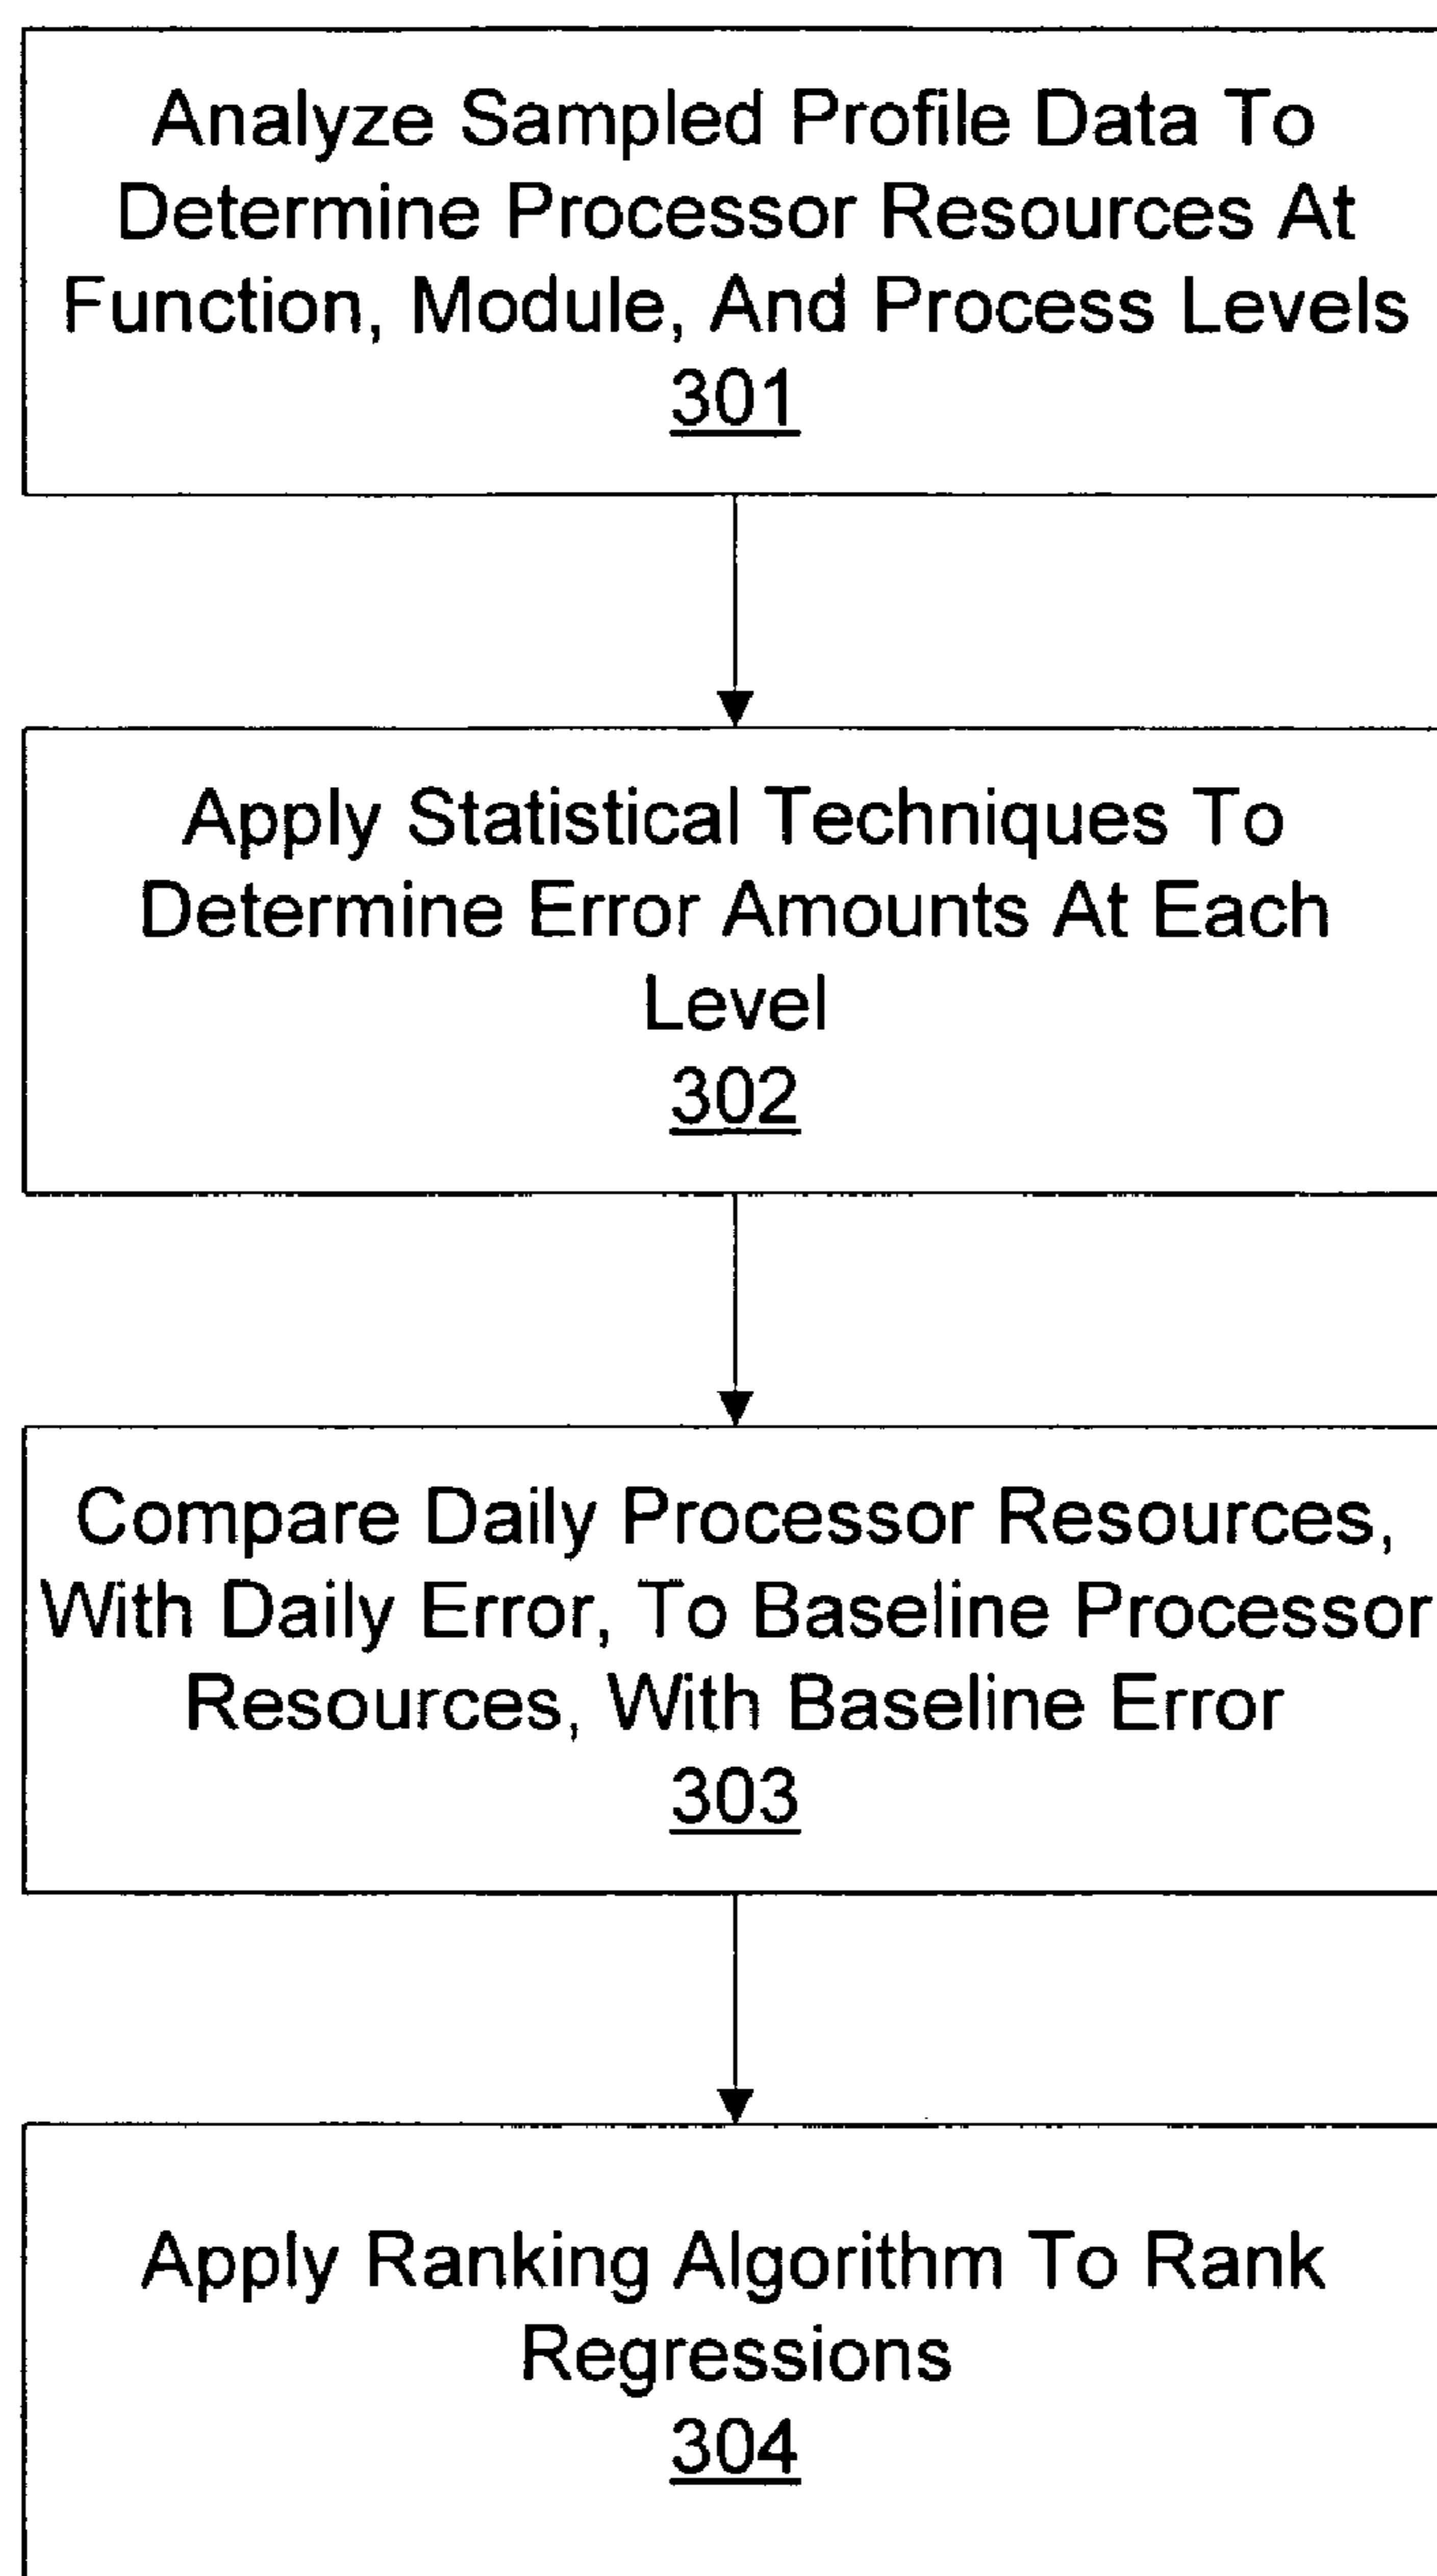 Analyze Sampled Profile Data To
Determine Processor Resources At
Function, Module, And Process Levels
301
Apply Statistical Techniques To
Determine Error Amounts At Each
Level
302
Compare Daily Processor Resources,
With Daily Error, To Baseline Processor
Resources, With Baseline Error
303
Apply Ranking Algorithm To Rank
Regressions
304